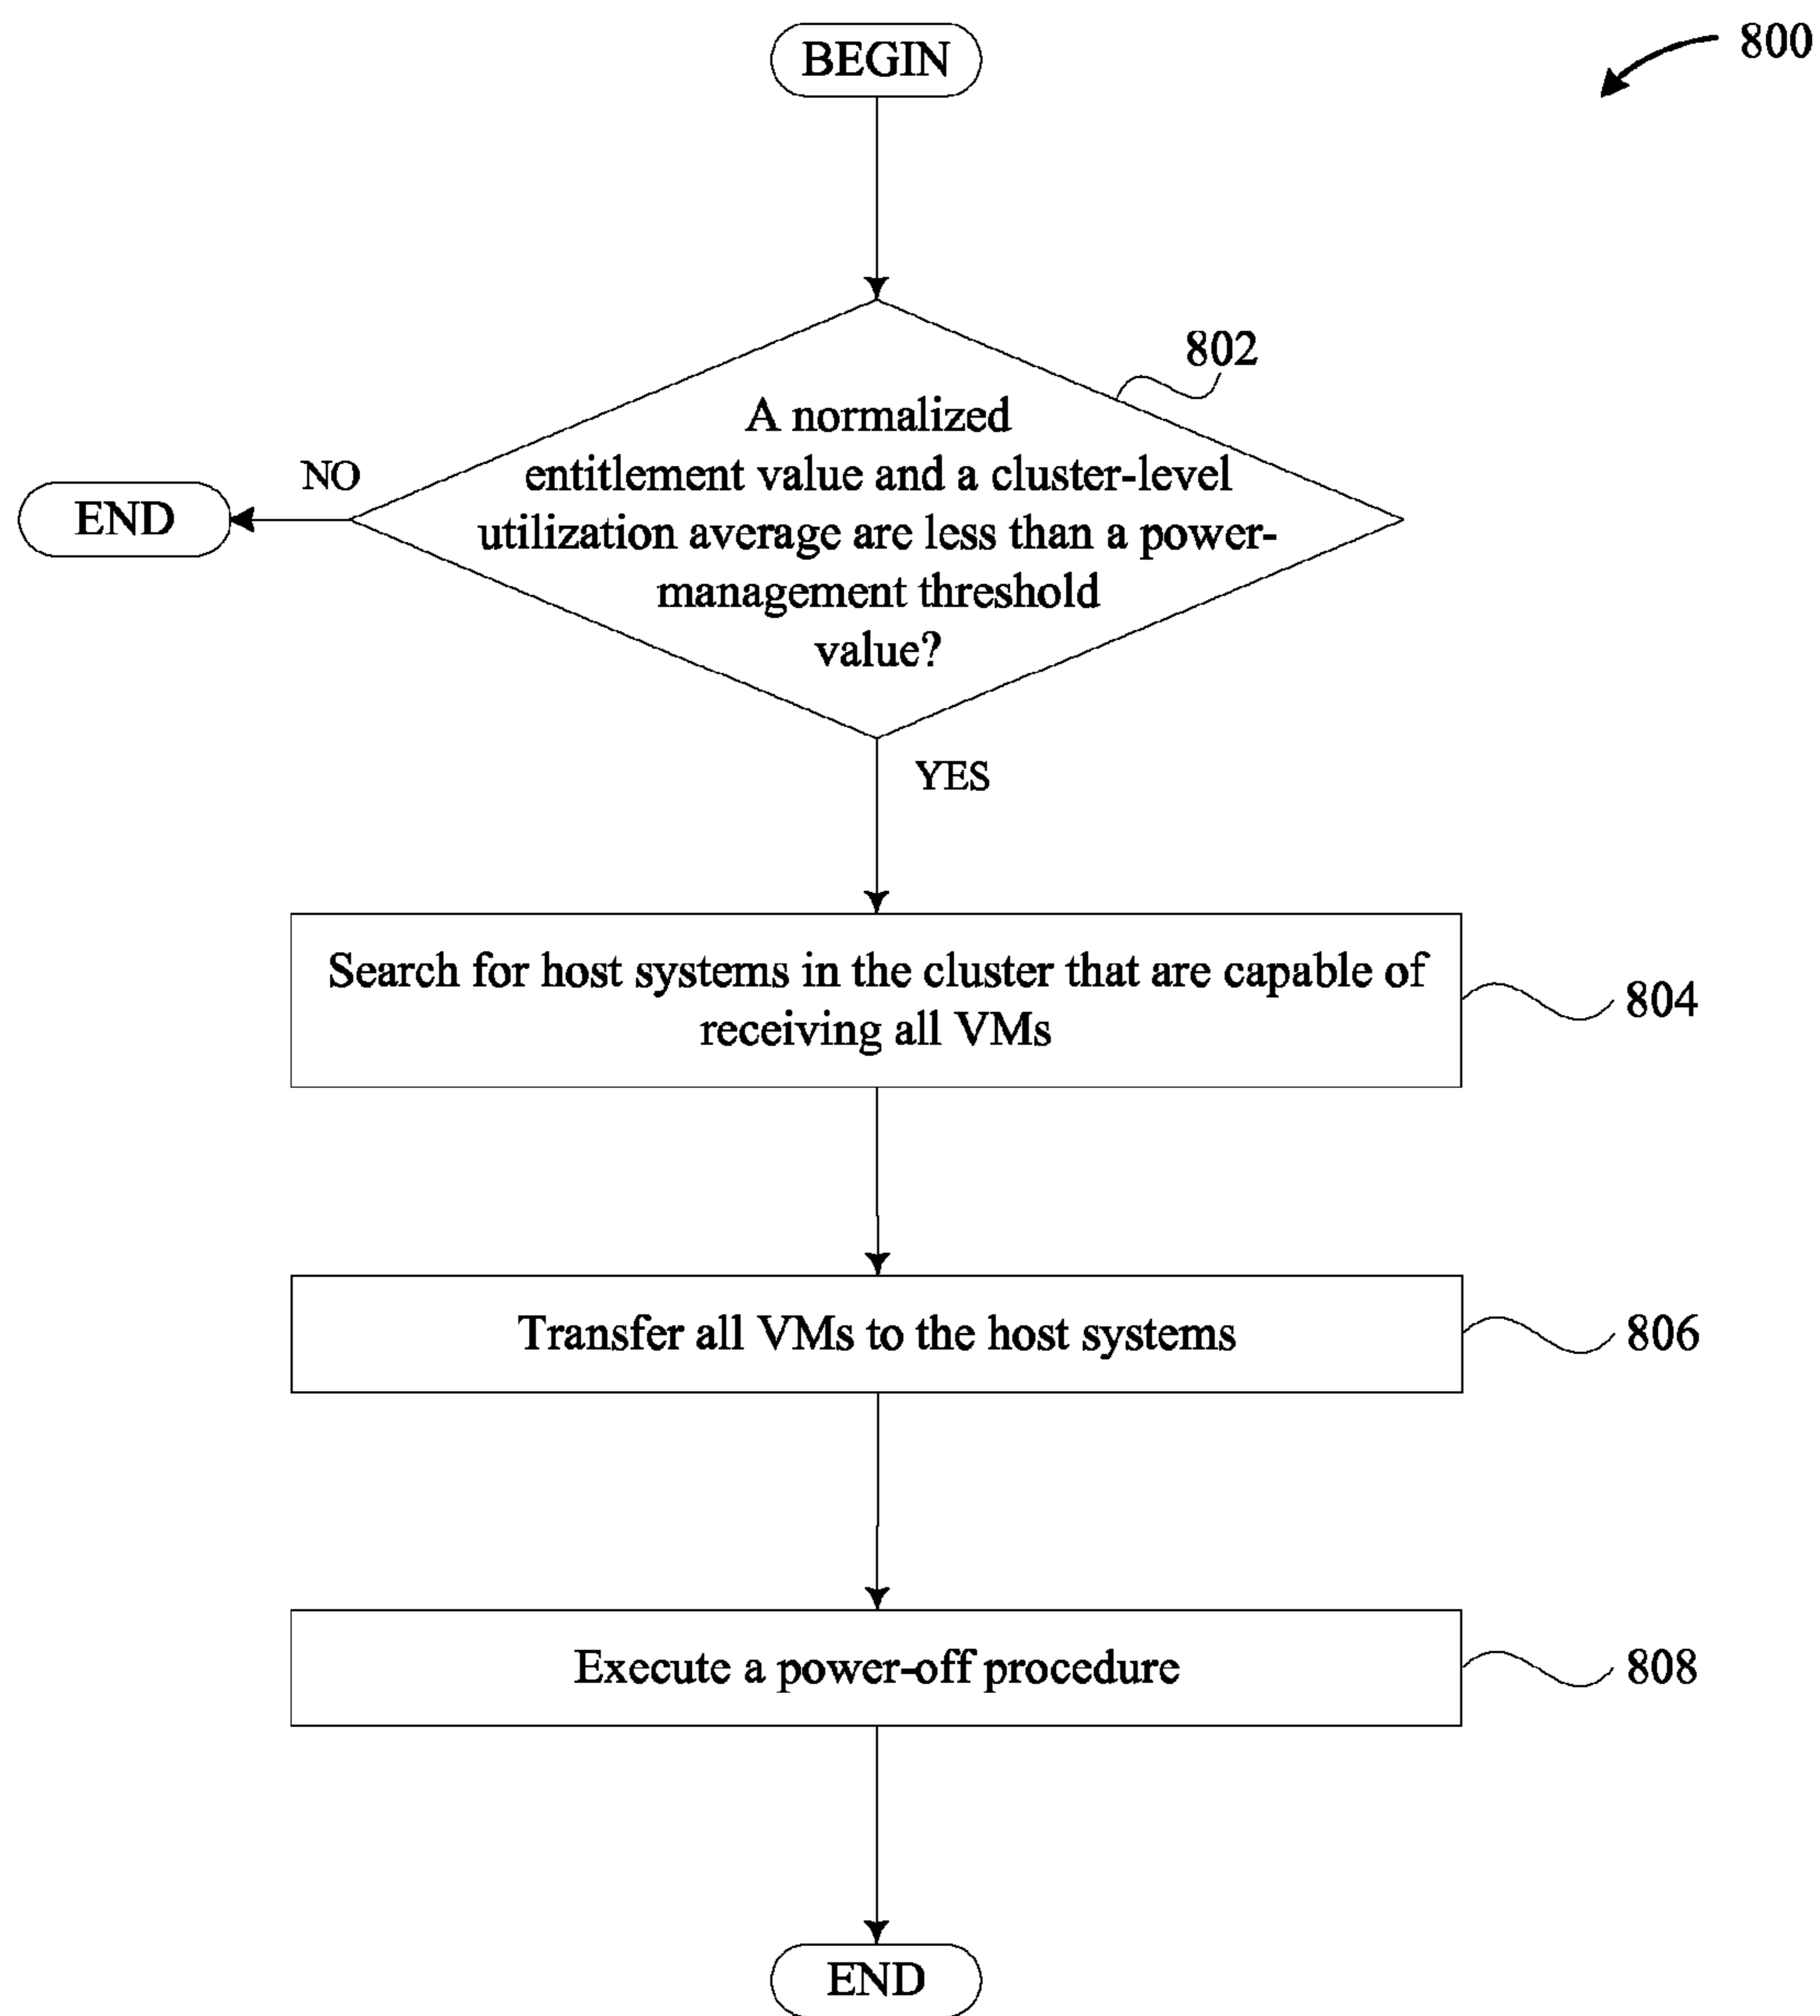 BEGIN
800
802
A normalized
entitlement value and a cluster-level
utilization average are less than a power-
management threshold
value?
NO
END
YES
Search for host systems in the cluster that are capable of
receiving all VMs
804
Transfer all VMs to the host systems
806
Execute a power-off procedure
808
END